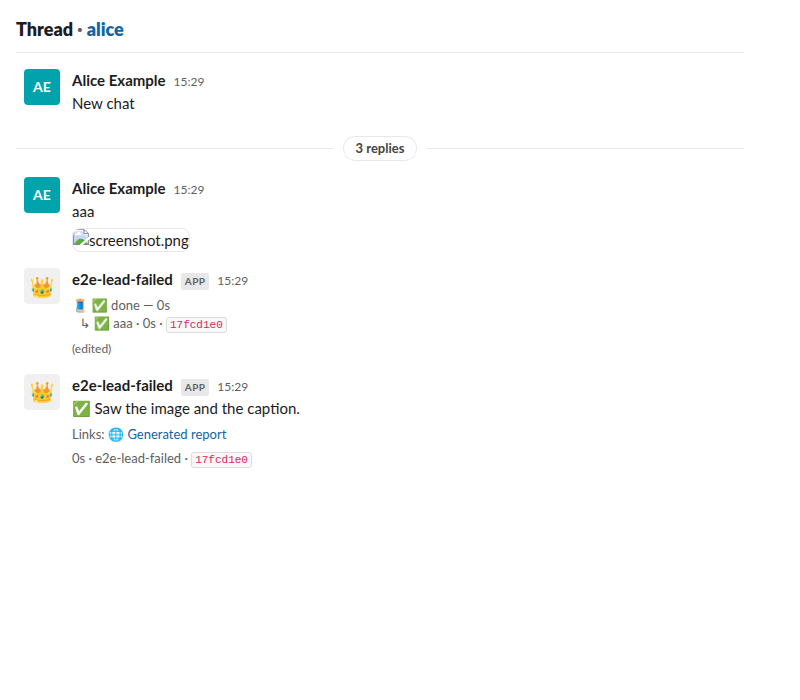 Thread • alice
AE
Alice Example 15:29
New chat
3 replies
AE
Alice Example 15:29
aaa
screenshot.png
e2e-lead-failed APP 15:29
🧵 ✅ done — 0s
↳ ✅ aaa · 0s · 17fcd1e0
(edited)
e2e-lead-failed APP 15:29
✅ Saw the image and the caption.
Links: 🌐 Generated report
0s · e2e-lead-failed · 17fcd1e0